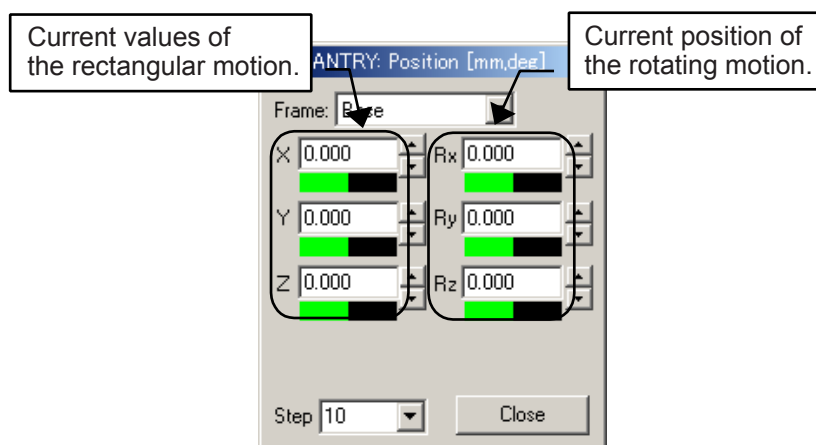 Current values of
the rectangular motion.
Current position of
the rotating motion.
ANTRY: Position [mm,deg]
Frame: Base
X 0.000 Rx 0.000
Y 0.000 Ry 0.000
Z 0.000 Rz 0.000
Step 10 Close